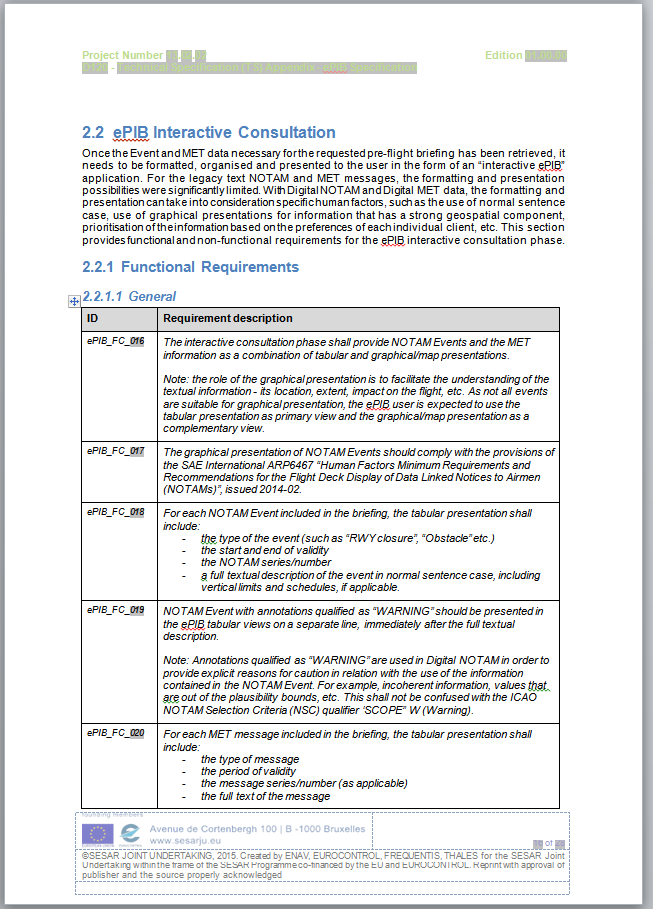 Project Number
Edition
- Technical Specification (TS) Appendix - ePIB Specification
2.2 ePIB Interactive Consultation
Once the Event and MET data necessary for the requested pre-flight briefing has been retrieved, it
needs to be formatted, organised and presented to the user in the form of an “interactive ePIB”
application. For the legacy text NOTAM and MET messages, the formatting and presentation
possibilities were significantly limited. With Digital NOTAM and Digital MET data, the formatting and
presentation can take into consideration specific human factors, such as the use of normal sentence
case, use of graphical presentations for information that has a strong geospatial component,
prioritisation of the information based on the preferences of each individual client, etc. This section
provides functional and non-functional requirements for the ePIB interactive consultation phase.
2.2.1 Functional Requirements
2.2.1.1 General
ID
Requirement description
ePIB_FC_016
The interactive consultation phase shall provide NOTAM Events and the MET
information as a combination of tabular and graphical/map presentations.
Note: the role of the graphical presentation is to facilitate the understanding of the
textual information - its location, extent, impact on the flight, etc. As not all events
are suitable for graphical presentation, the ePIB user is expected to use the
tabular presentation as primary view and the graphical/map presentation as a
complementary view.
ePIB_FC_017
The graphical presentation of NOTAM Events should comply with the provisions of
the SAE International ARP6467 “Human Factors Minimum Requirements and
Recommendations for the Flight Deck Display of Data Linked Notices to Airmen
(NOTAMs)”, issued 2014-02.
ePIB_FC_018
For each NOTAM Event included in the briefing, the tabular presentation shall
include:
- the type of the event (such as “RWY closure”, “Obstacle” etc.)
- the start and end of validity
- the NOTAM series/number
- a full textual description of the event in normal sentence case, including
vertical limits and schedules, if applicable.
ePIB_FC_019
NOTAM Event with annotations qualified as “WARNING” should be presented in
the ePIB tabular views on a separate line, immediately after the full textual
description.
Note: Annotations qualified as “WARNING” are used in Digital NOTAM in order to
provide explicit reasons for caution in relation with the use of the information
contained in the NOTAM Event. For example, incoherent information, values that
are out of the plausibility bounds, etc. This shall not be confused with the ICAO
NOTAM Selection Criteria (NSC) qualifier ‘SCOPE” W (Warning).
ePIB_FC_020
For each MET message included in the briefing, the tabular presentation shall
include:
- the type of message
- the period of validity
- the message series/number (as applicable)
- the full text of the message
founding members
Avenue de Cortenbergh 100 | B -1000 Bruxelles
www.sesarju.eu
of
©SESAR JOINT UNDERTAKING, 2015. Created by ENAV, EUROCONTROL, FREQUENTIS, THALES for the SESAR Joint
Undertaking within the frame of the SESAR Programme co-financed by the EU and EUROCONTROL. Reprint with approval of
publisher and the source properly acknowledged